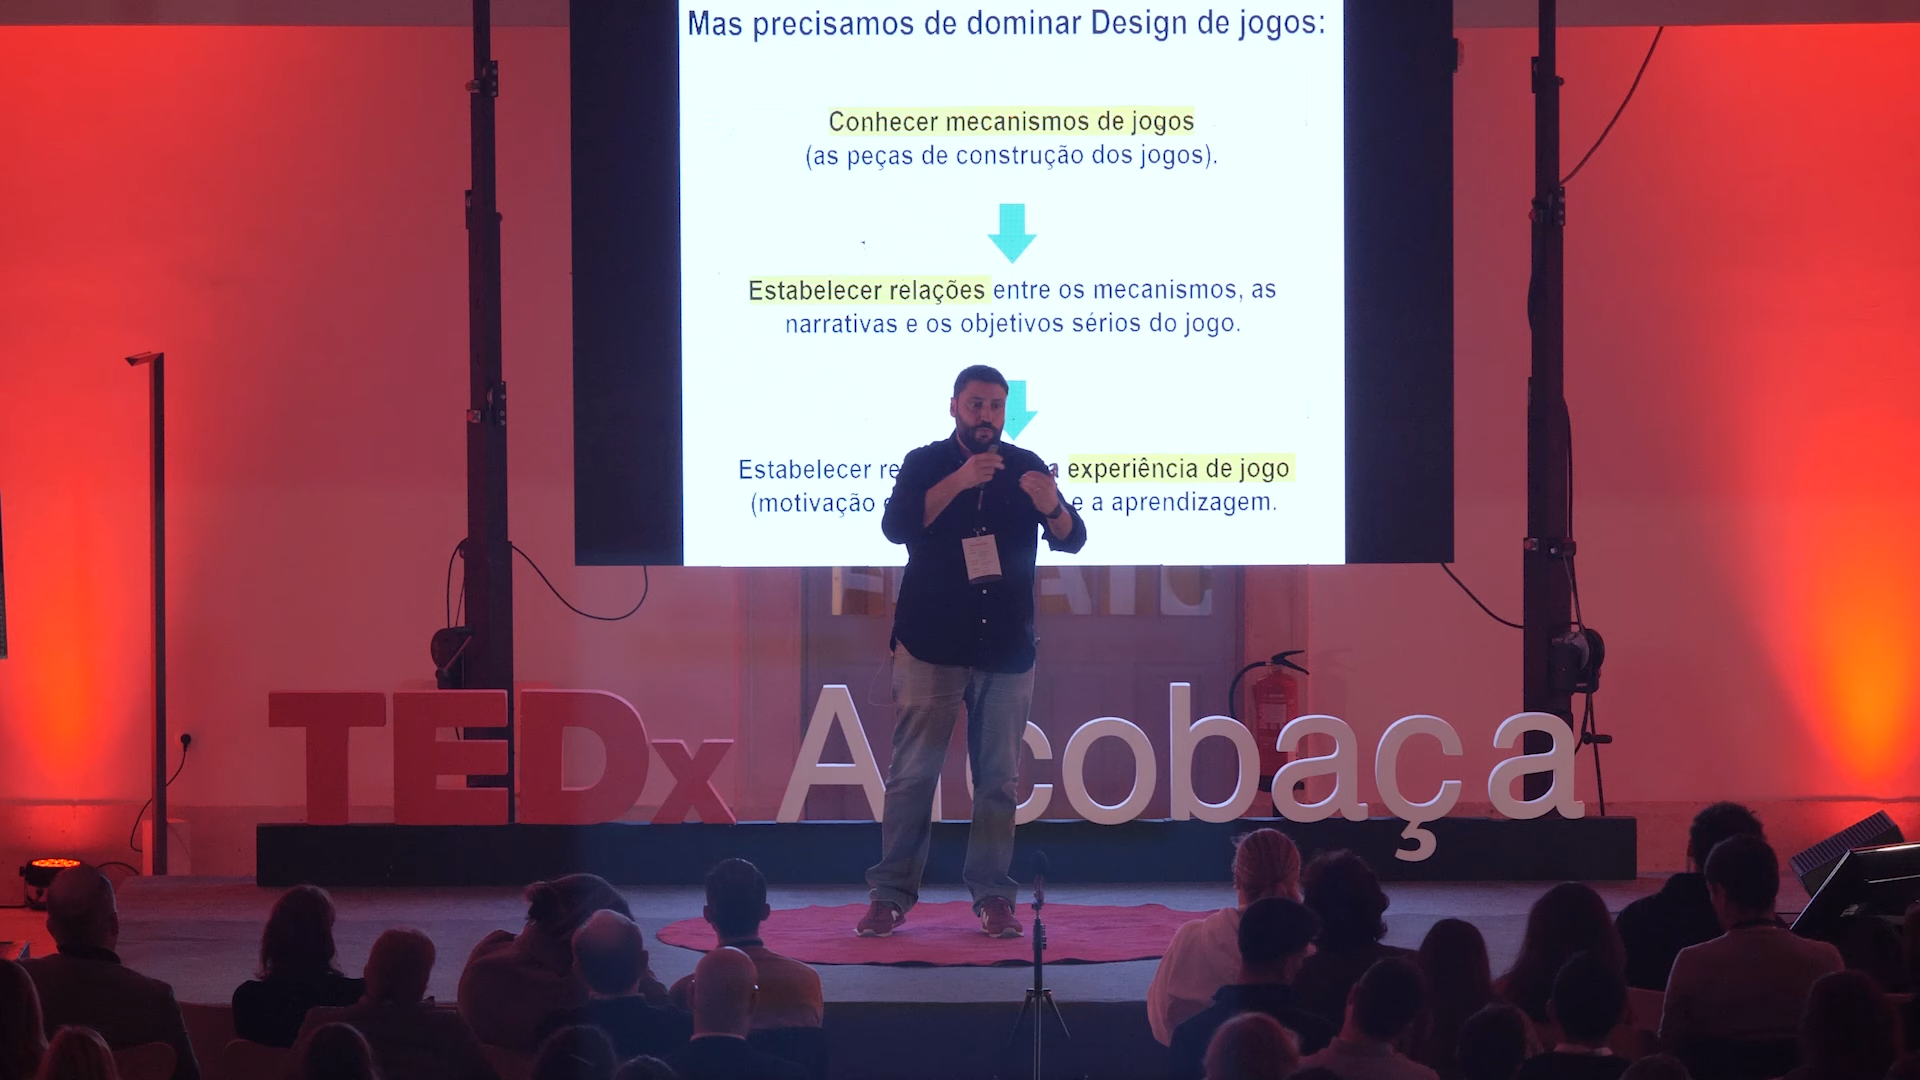 Mas precisamos de dominar Design de jogos:
Conhecer mecanismos de jogos
(as peças de construção dos jogos).
Estabelecer relações entre os mecanismos, as
narrativas e os objetivos sérios do jogo.
Estabelecer experiência de jogo
(motivação e a aprendizagem.
TEDx Alcobaça